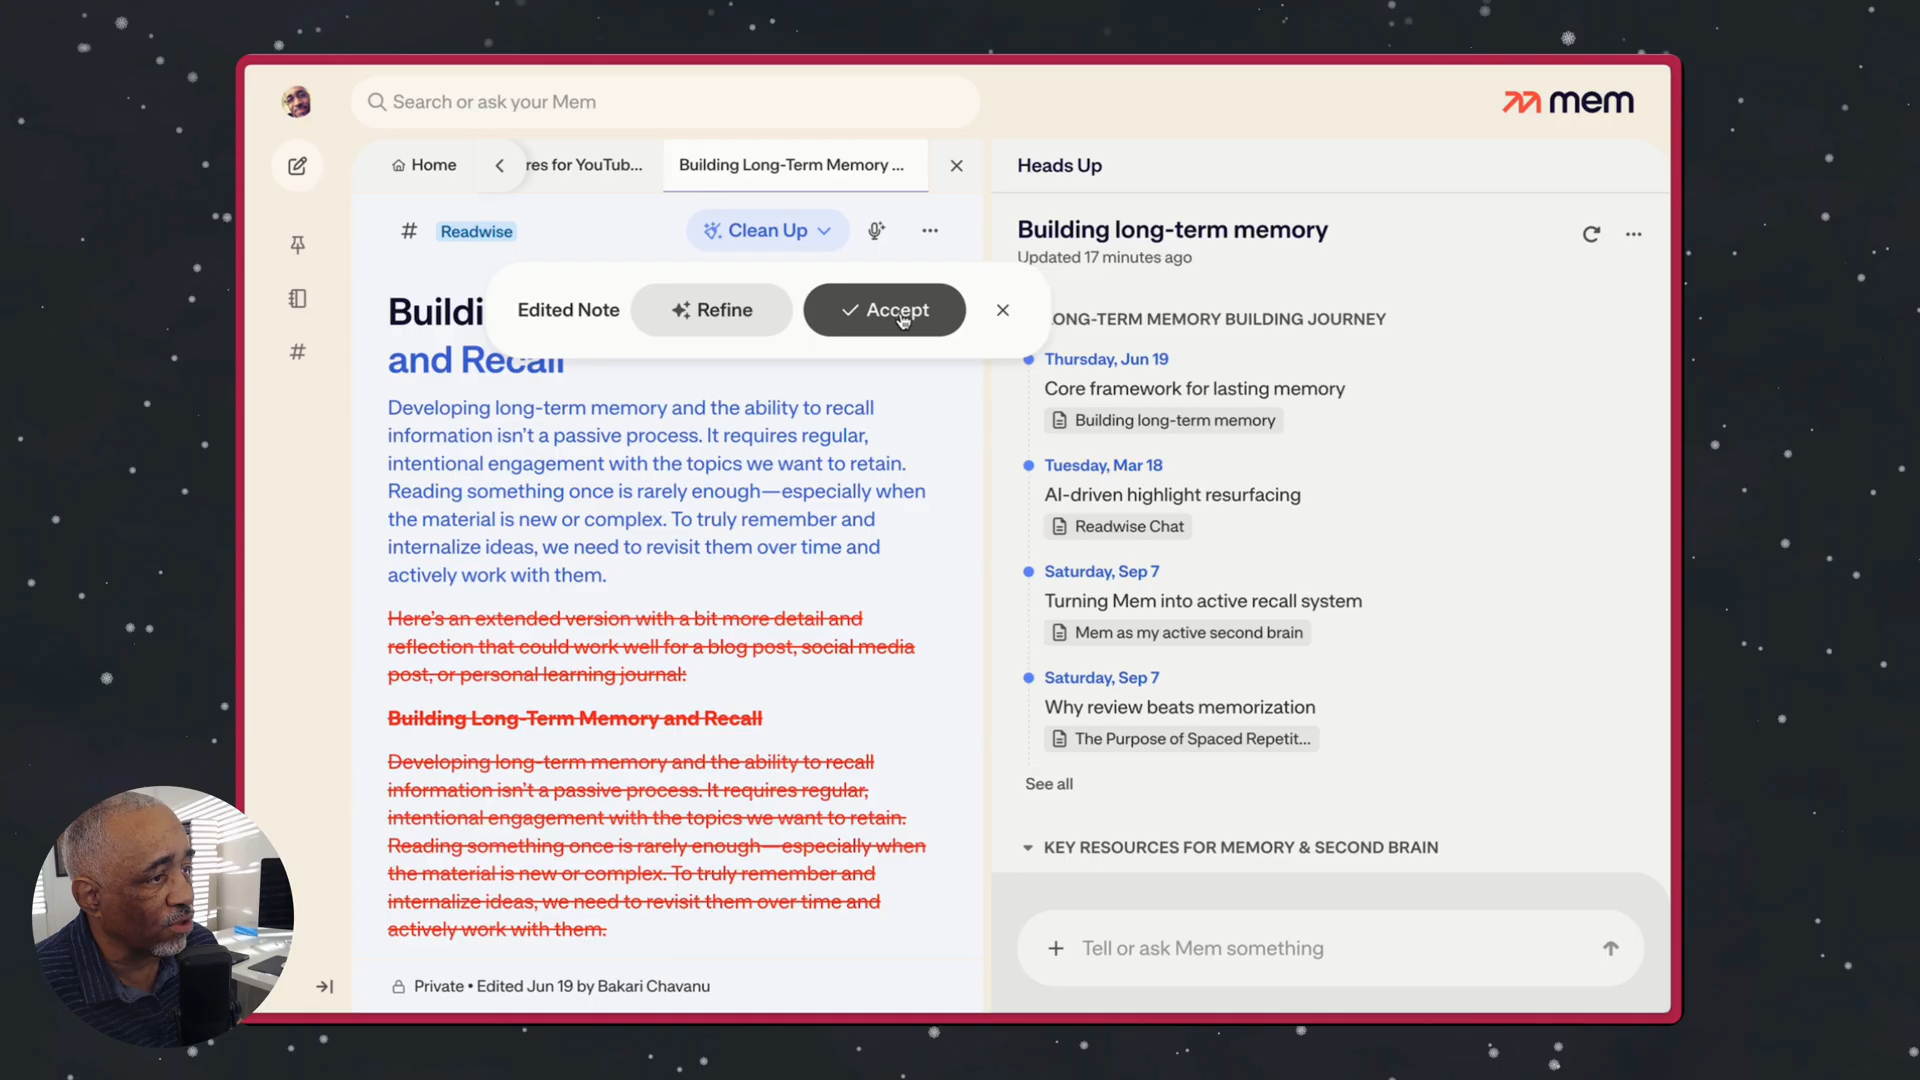 Search or ask your Mem
mem
Home
res for YouTub...
Building Long-Term Memory ...
Heads Up
# Readwise
Clean Up
Building long-term memory
Updated 17 minutes ago
Edited Note
Refine
Accept
Buildi
and Recall
Developing long-term memory and the ability to recall
information isn't a passive process. It requires regular,
intentional engagement with the topics we want to retain.
Reading something once is rarely enough—especially when
the material is new or complex. To truly remember and
internalize ideas, we need to revisit them over time and
actively work with them.
Here's an extended version with a bit more detail and
reflection that could work well for a blog post, social media
post, or personal learning journal:
Building Long-Term Memory and Recall
Developing long-term memory and the ability to recall
information isn't a passive process. It requires regular,
intentional engagement with the topics we want to retain.
Reading something once is rarely enough—especially when
the material is new or complex. To truly remember and
internalize ideas, we need to revisit them over time and
actively work with them.
Private • Edited Jun 19 by Bakari Chavanu
ONG-TERM MEMORY BUILDING JOURNEY
Thursday, Jun 19
Core framework for lasting memory
Building long-term memory
Tuesday, Mar 18
AI-driven highlight resurfacing
Readwise Chat
Saturday, Sep 7
Turning Mem into active recall system
Mem as my active second brain
Saturday, Sep 7
Why review beats memorization
The Purpose of Spaced Repetit...
See all
KEY RESOURCES FOR MEMORY & SECOND BRAIN
Tell or ask Mem something